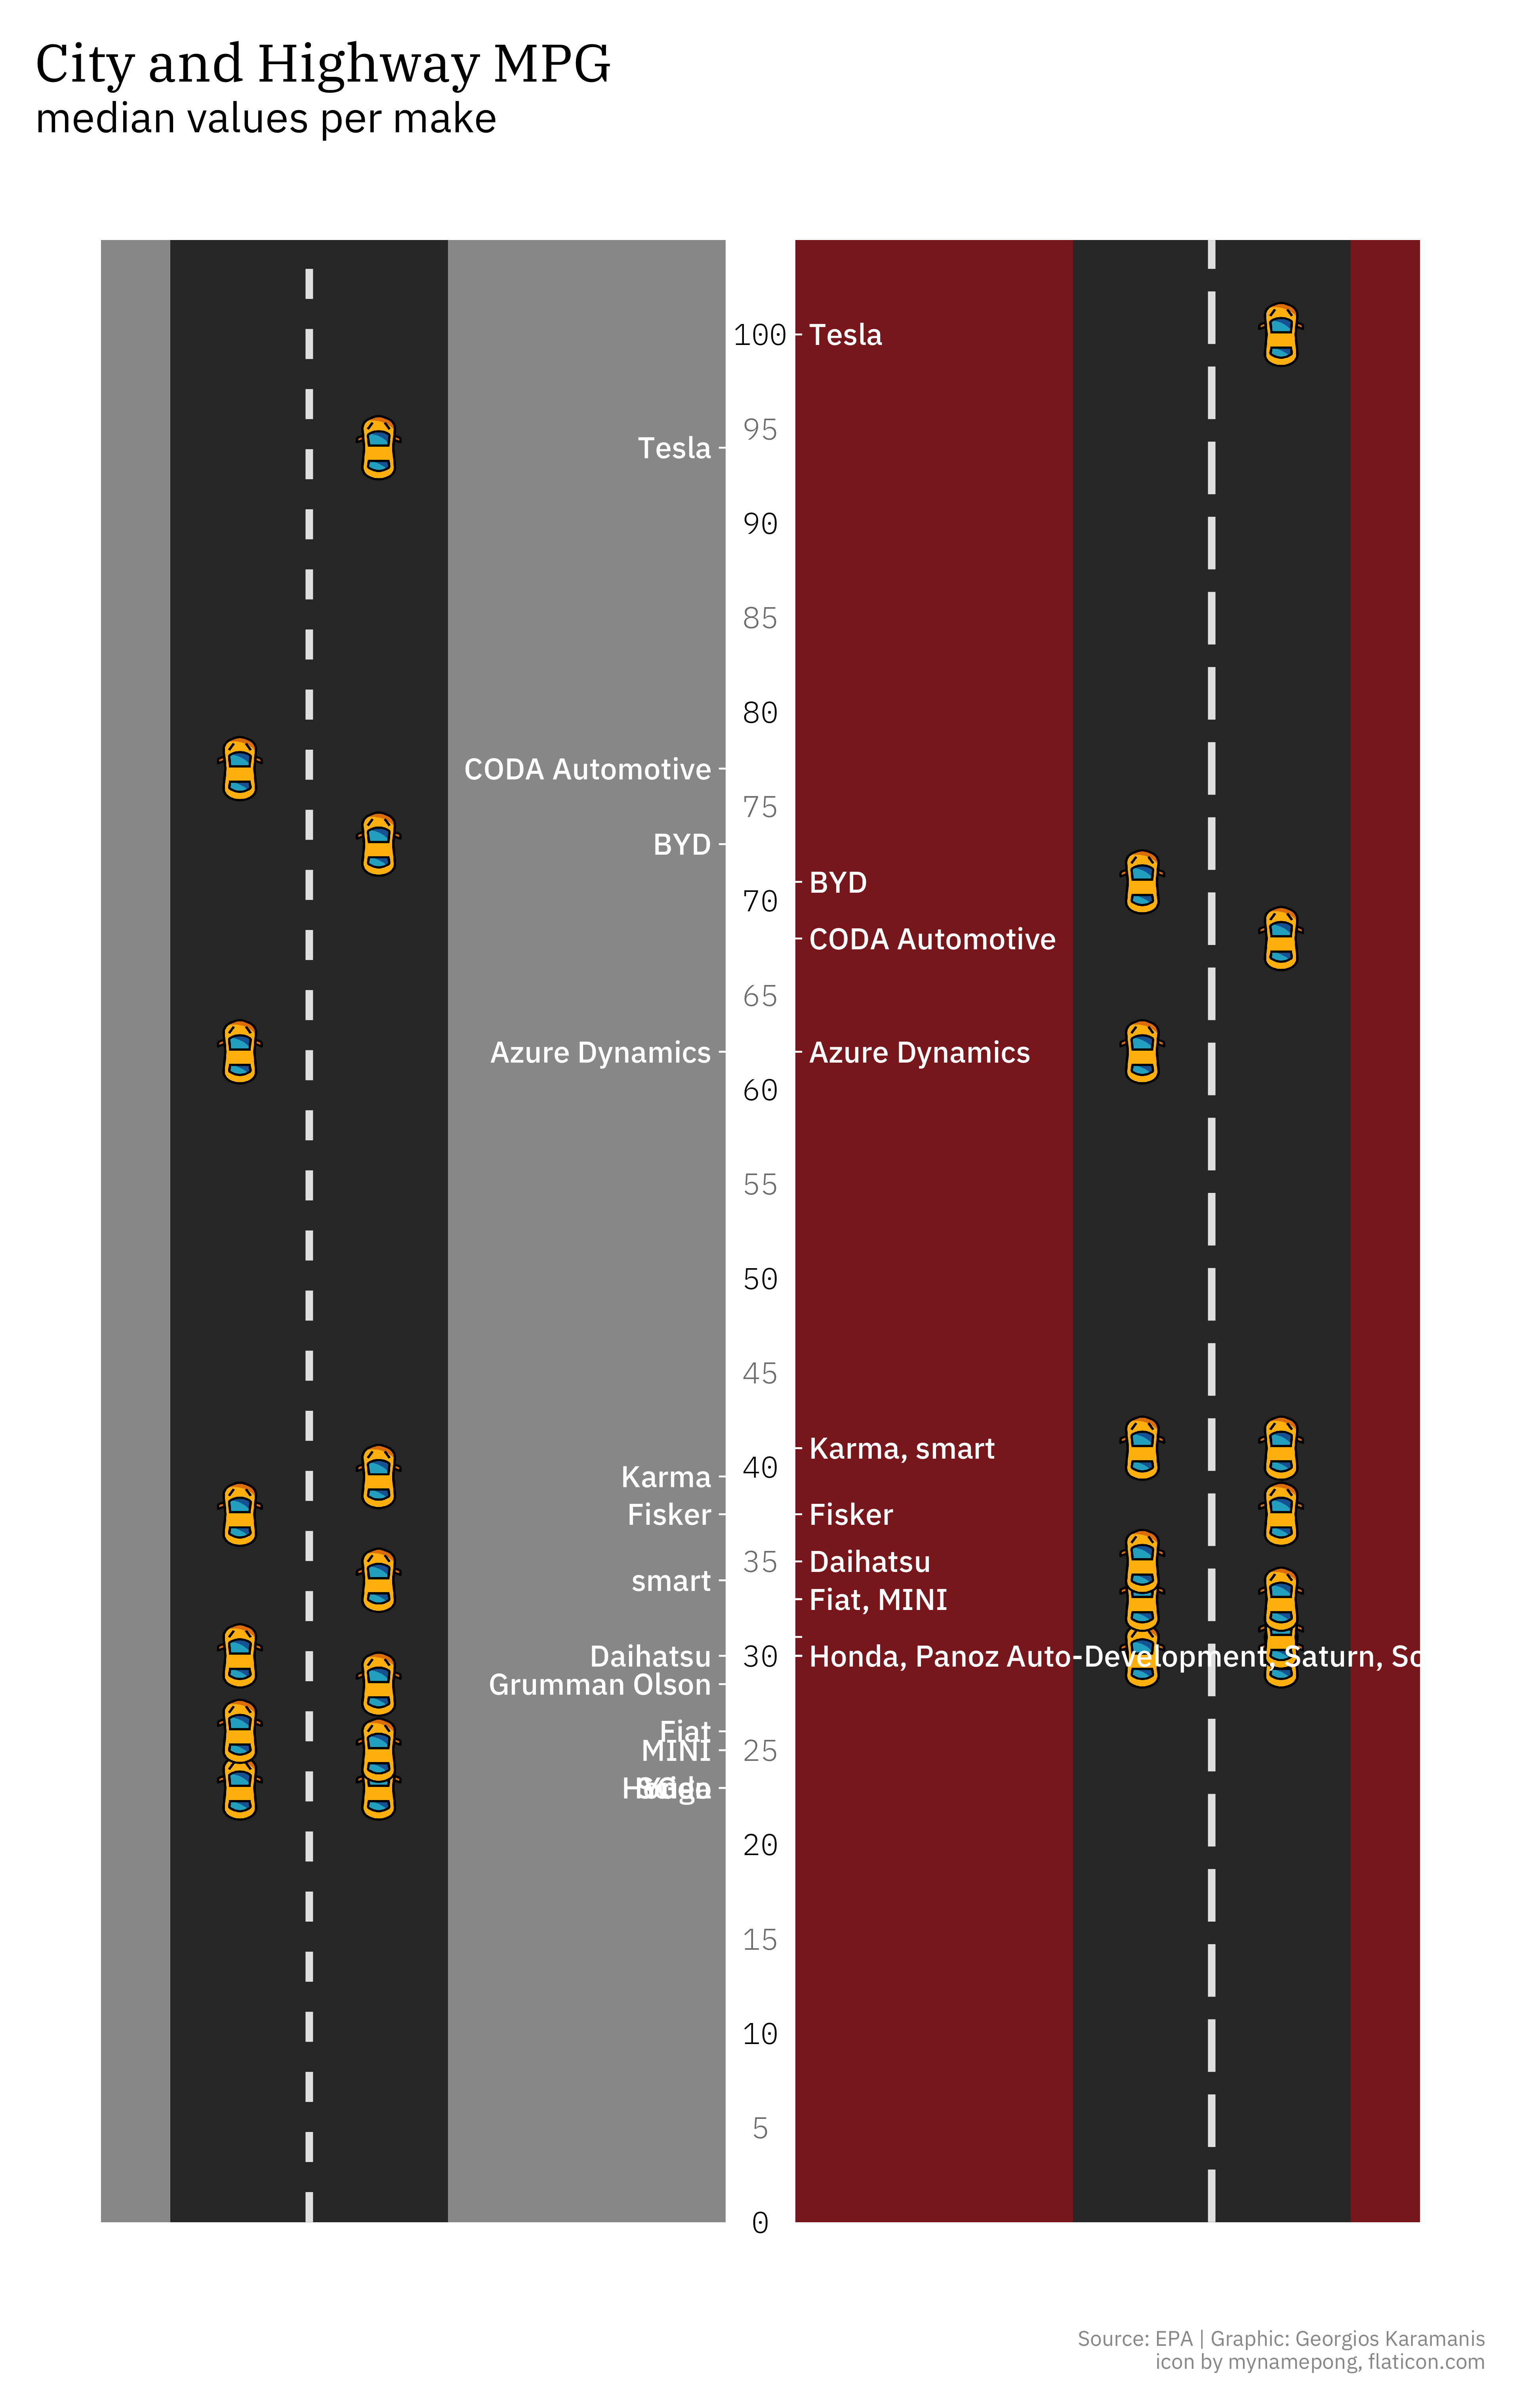 City and Highway MPG
median values per make
100
95
90
85
80
75
70
65
60
55
50
45
40
35
30
25
20
15
10
5
0
Tesla
CODA Automotive
BYD
Azure Dynamics
Karma
Fisker
smart
Daihatsu
Grumman Olson
Fiat
MINI
Tesla
BYD
CODA Automotive
Azure Dynamics
Karma, smart
Fisker
Daihatsu
Fiat, MINI
Honda, Panoz Auto-Development, Saturn, Sc
Source: EPA | Graphic: Georgios Karamanis
icon by mynamepong, flaticon.com